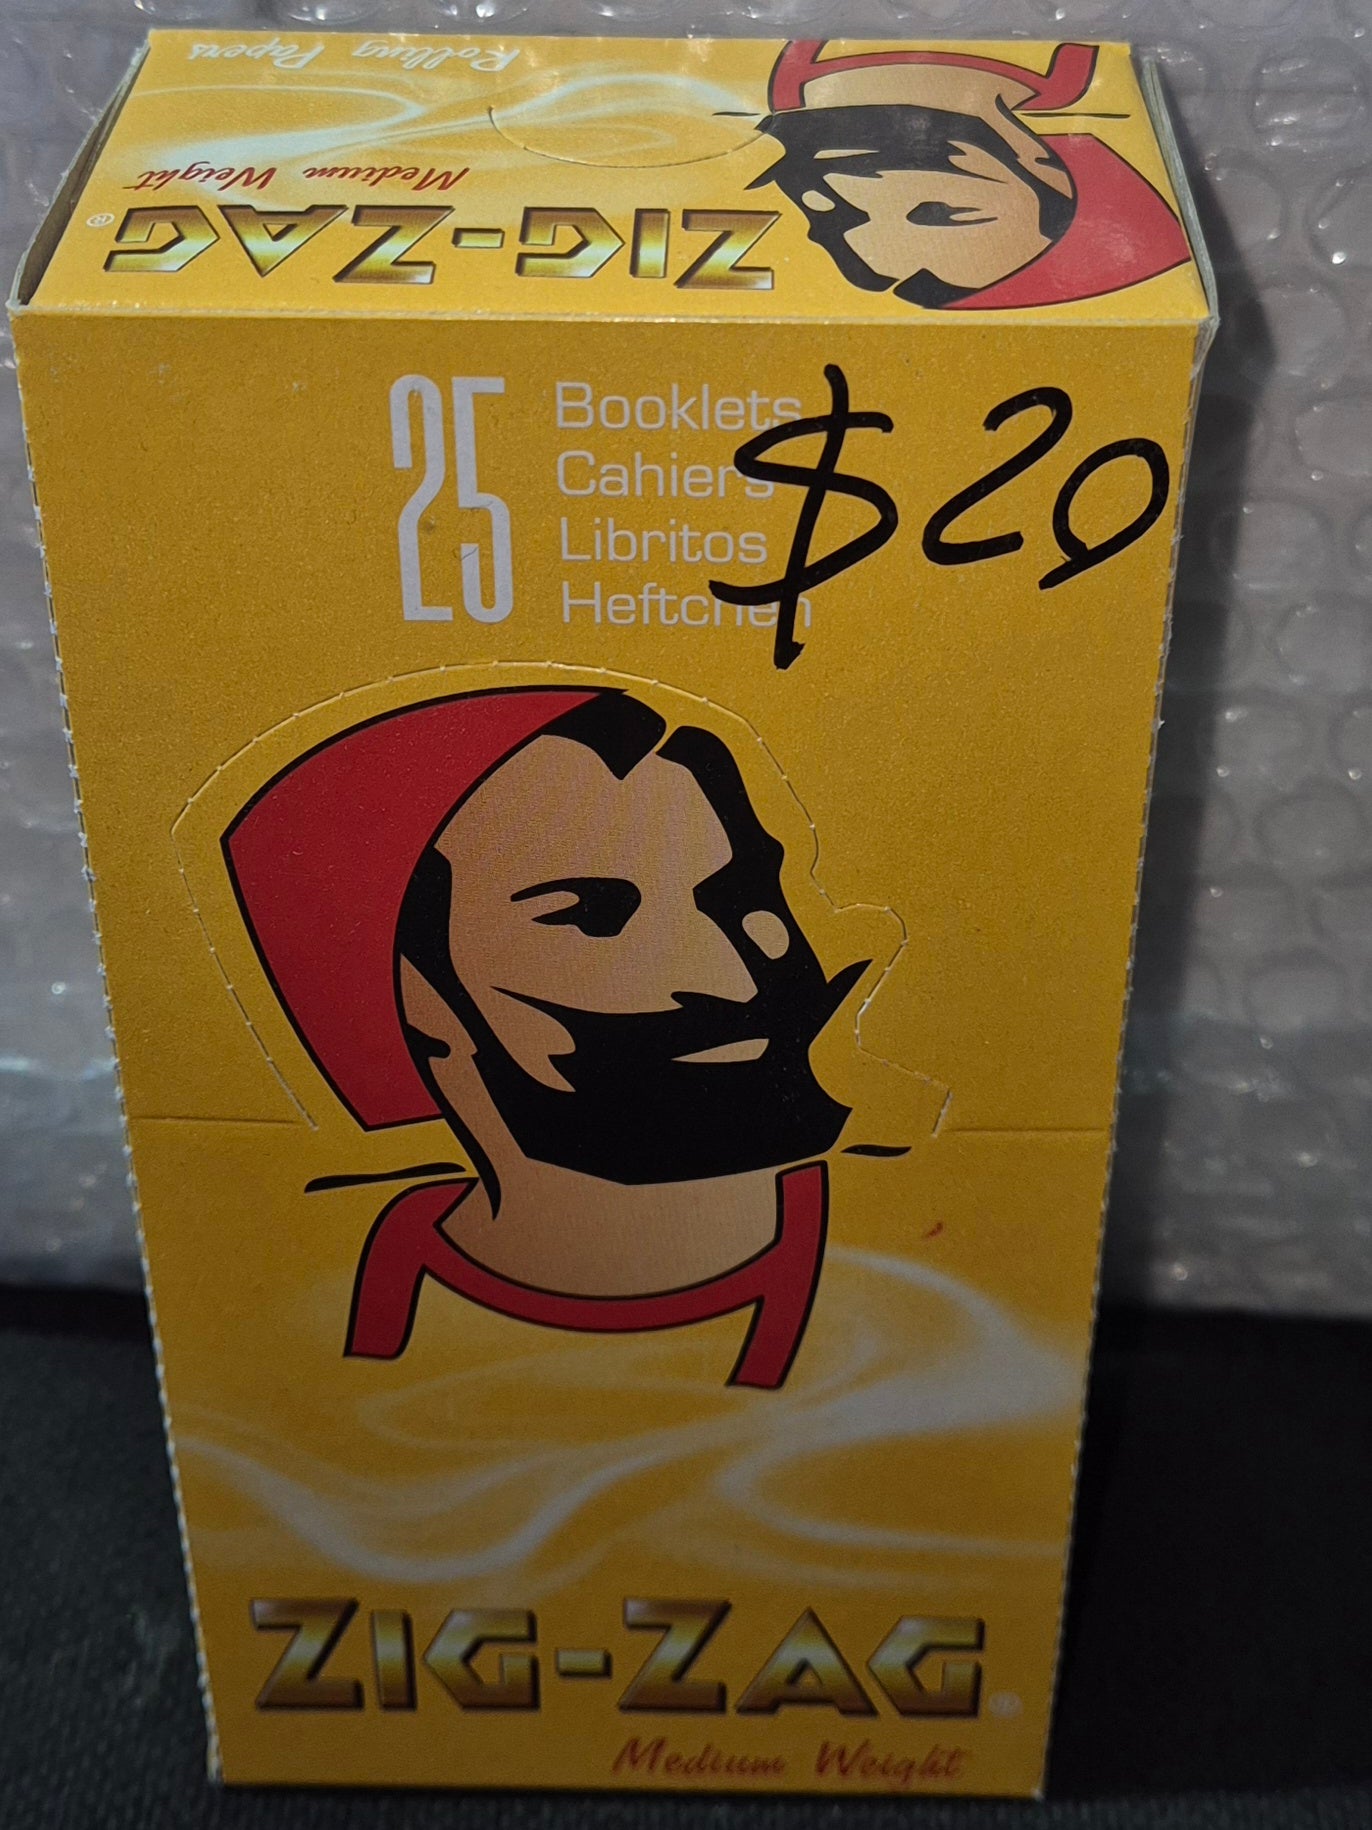 Rolling Papers
Medium Weight
ZIG-ZAG®
25
Booklets
Cahiers
Libritos
Heftchen
$20
ZIG-ZAG®
Medium Weight